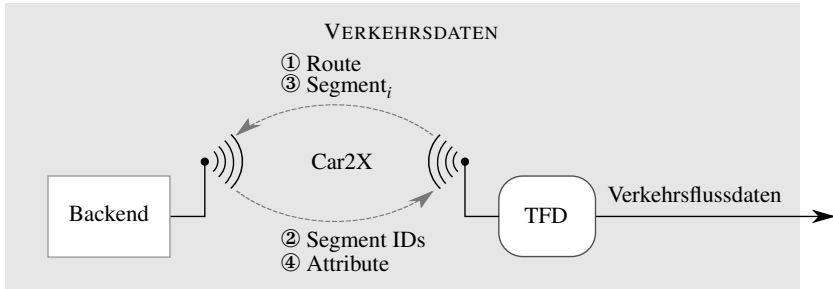 VERKEHRSDATEN
① Route
③ Segmentᵢ
Car2X
Backend
TFD
Verkehrsflussdaten
② Segment IDs
④ Attribute